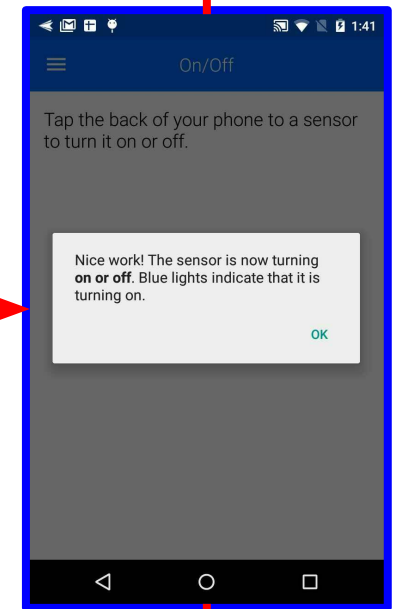 1:41
On/Off
Tap the back of your phone to a sensor
to turn it on or off.
Nice work! The sensor is now turning
on or off. Blue lights indicate that it is
turning on.
OK